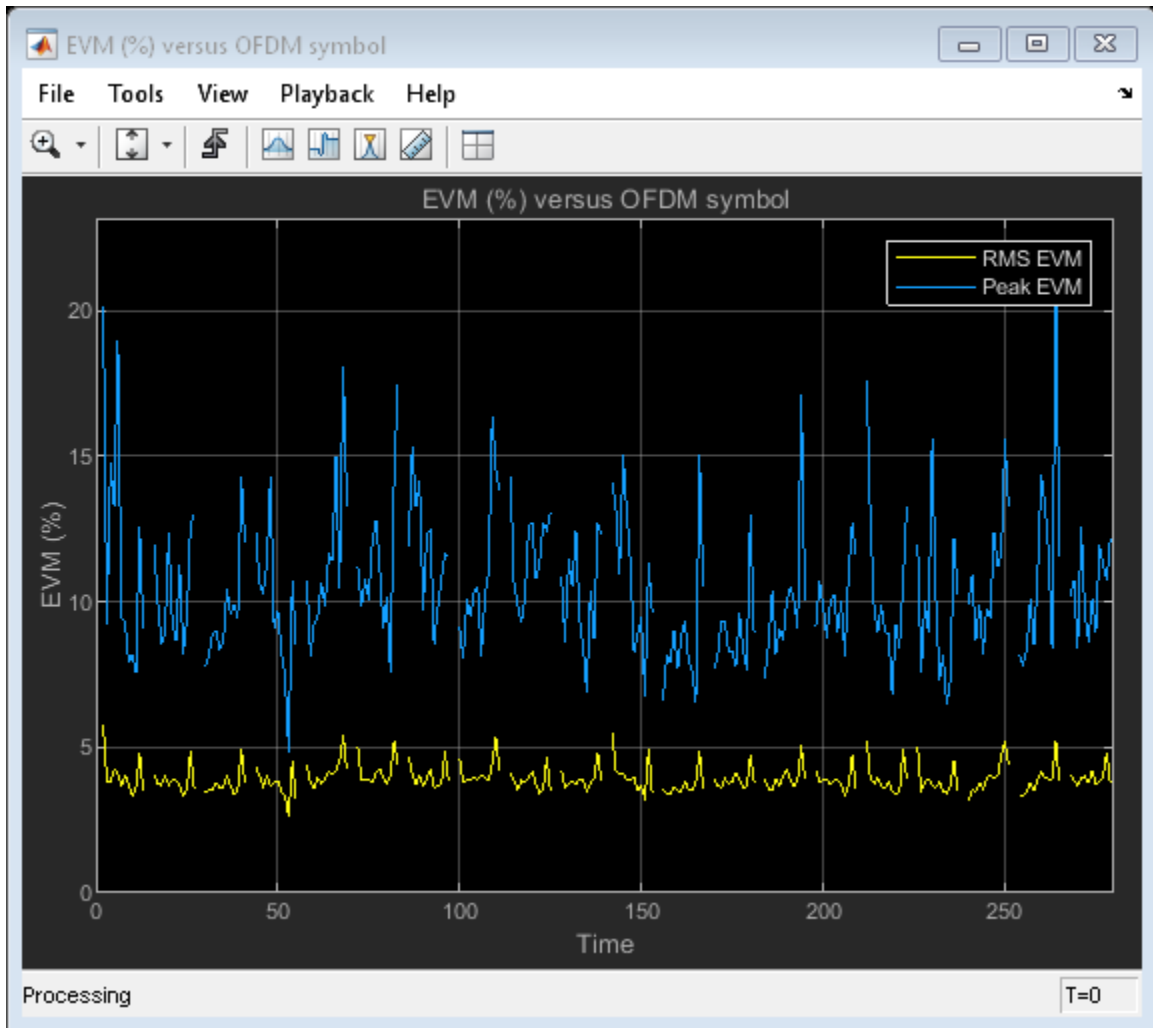 EVM (%) versus OFDM symbol
File Tools View Playback Help
EVM (%) versus OFDM symbol
RMS EVM
Peak EVM
20
15
10
5
0
EVM (%)
0 50 100 150 200 250
Time
Processing T=0